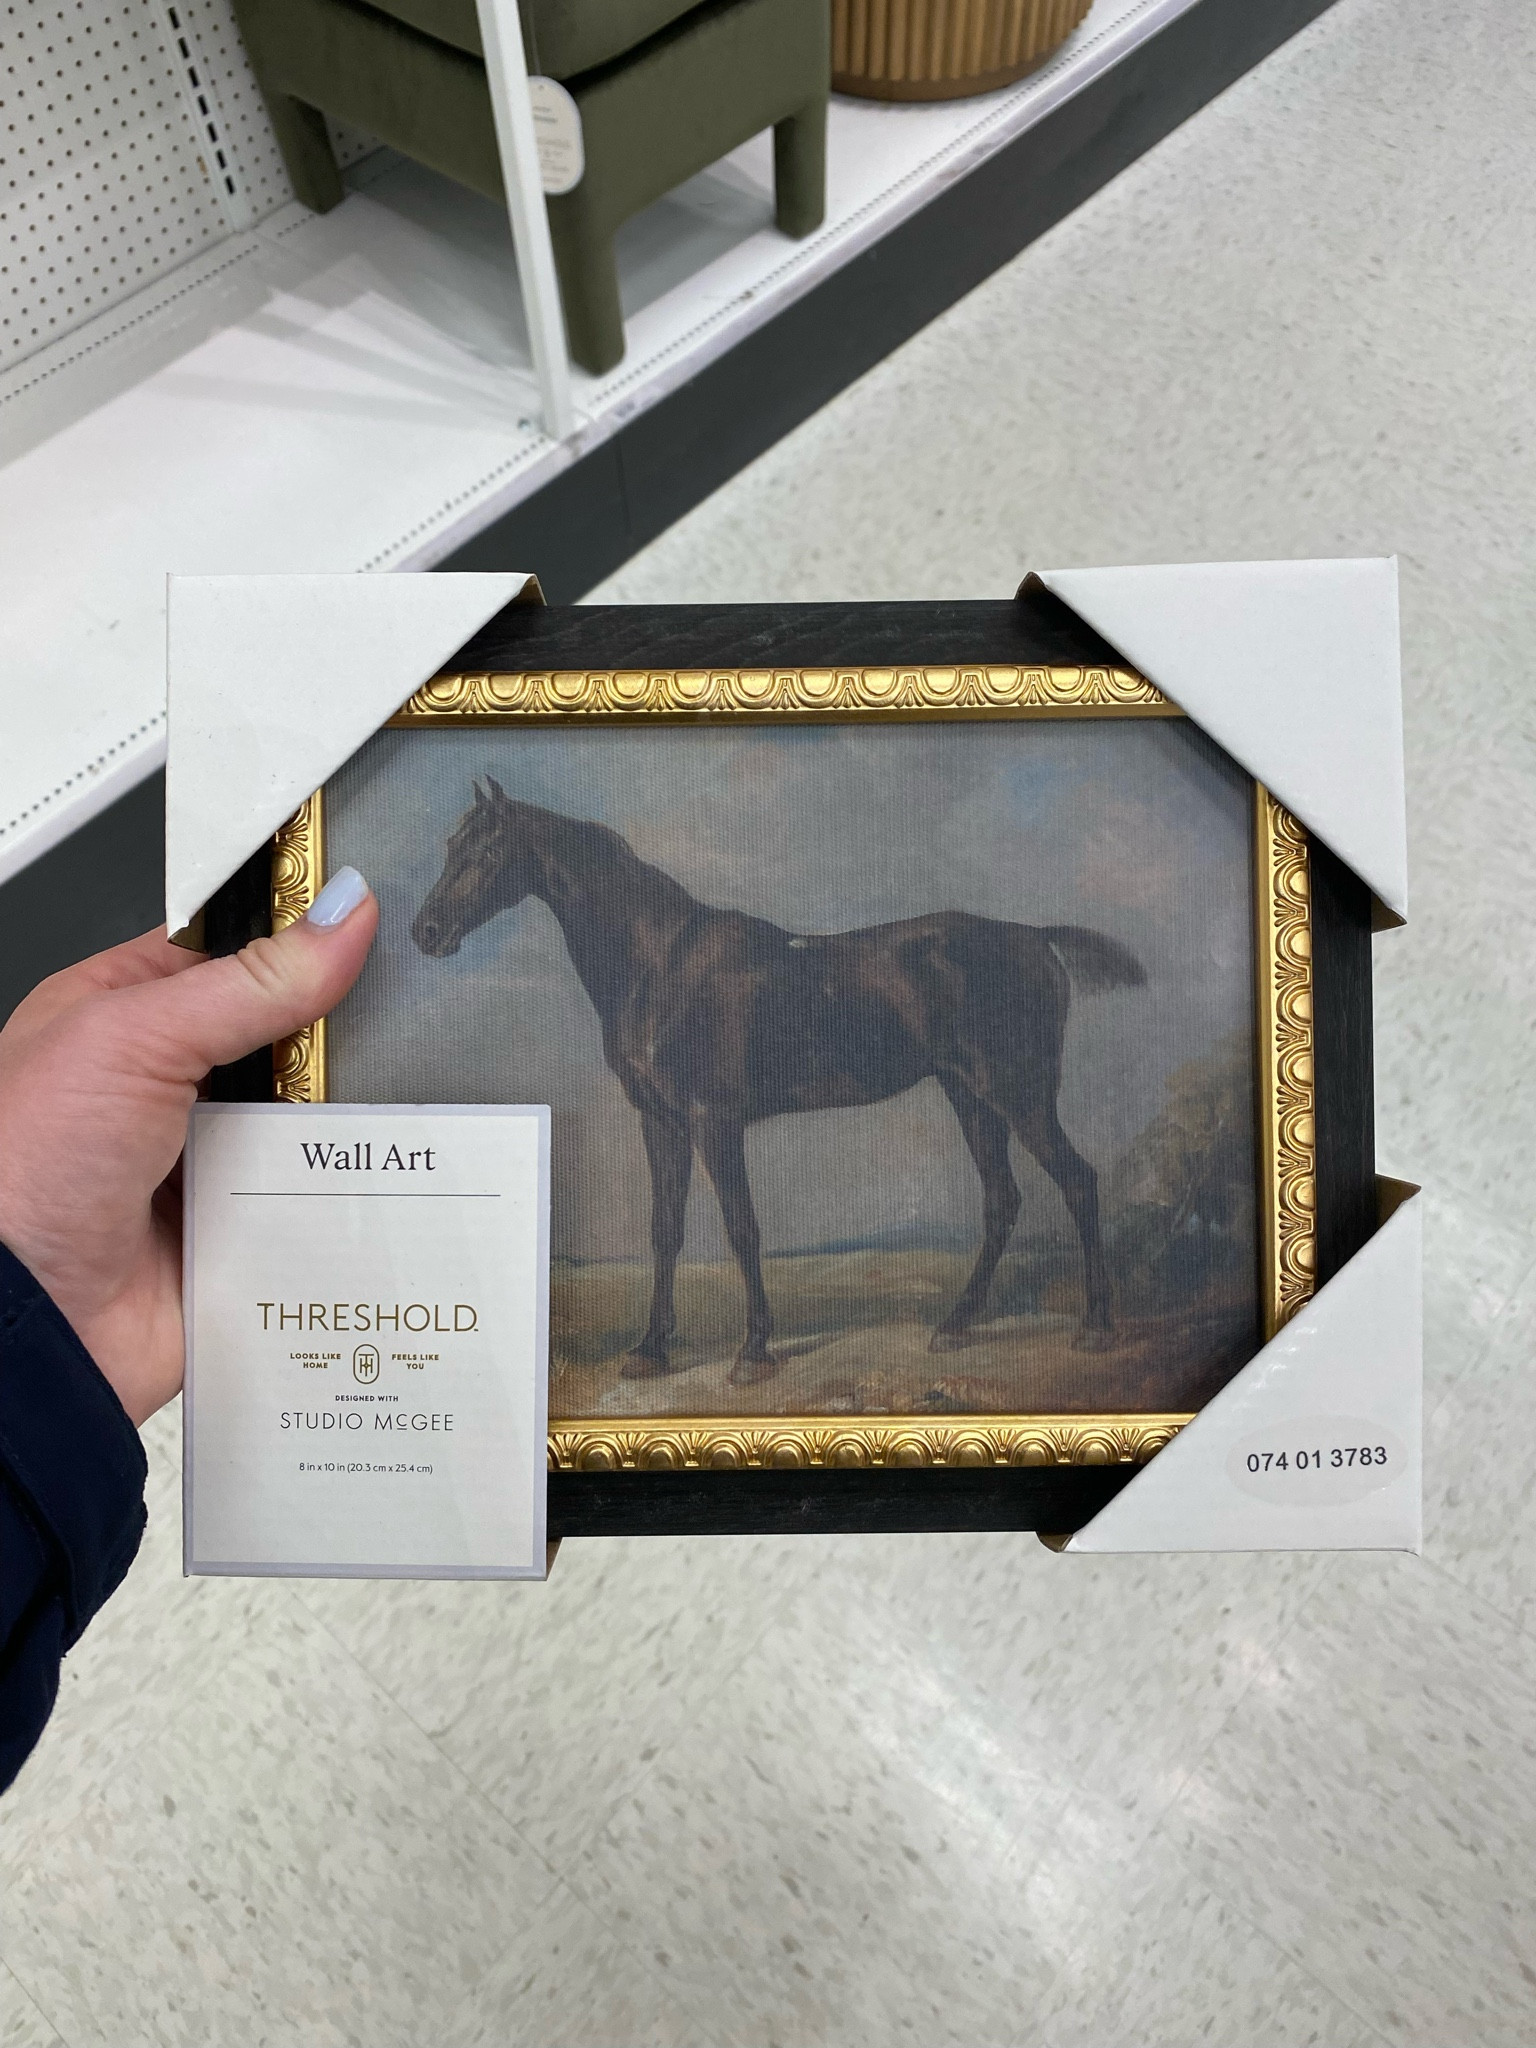 Wall Art
THRESHOLD
LOOKS LIKE HOME
TH
FEELS LIKE YOU
DESIGNED WITH
STUDIO MCGEE
8 in x 10 in (20.3 cm x 25.4 cm)
074 01 3783